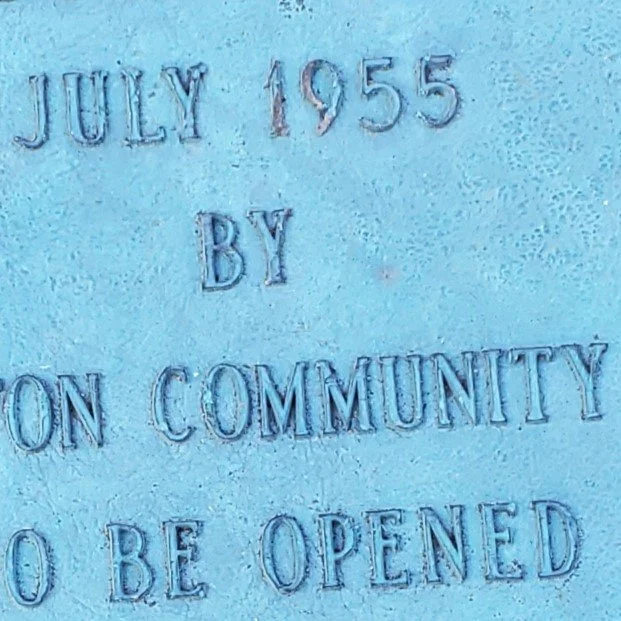 JULY 1955
BY
TON COMMUNITY
O BE OPENED